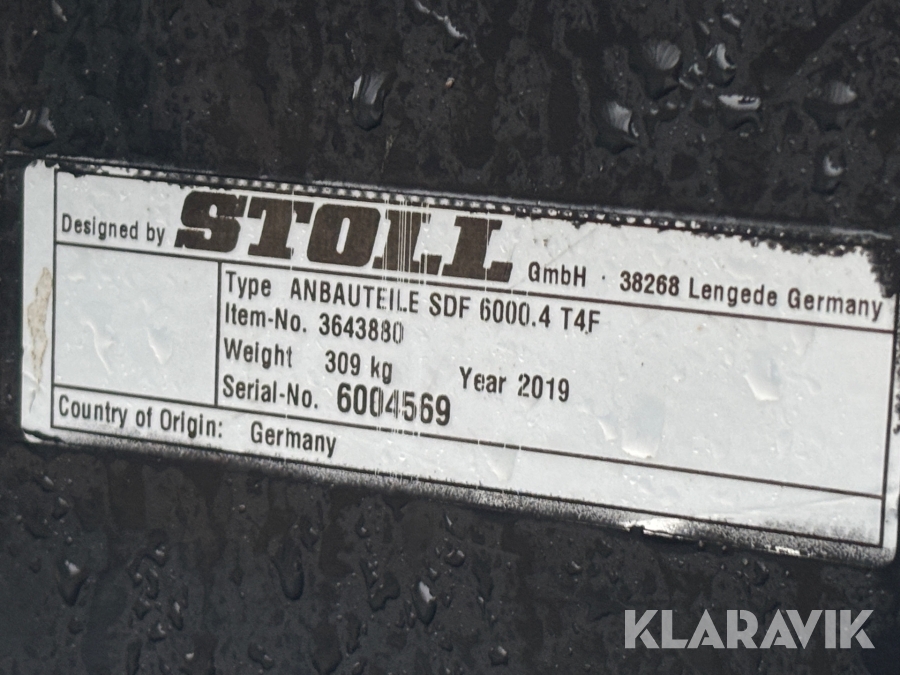 Designed by STOLL GmbH · 38268 Lengede Germany
Type ANBAUTEILE SDF 6000.4 T4F
Item-No. 3643880
Weight 309 kg Year 2019
Serial-No. 6004569
Country of Origin: Germany
KLARAVIK